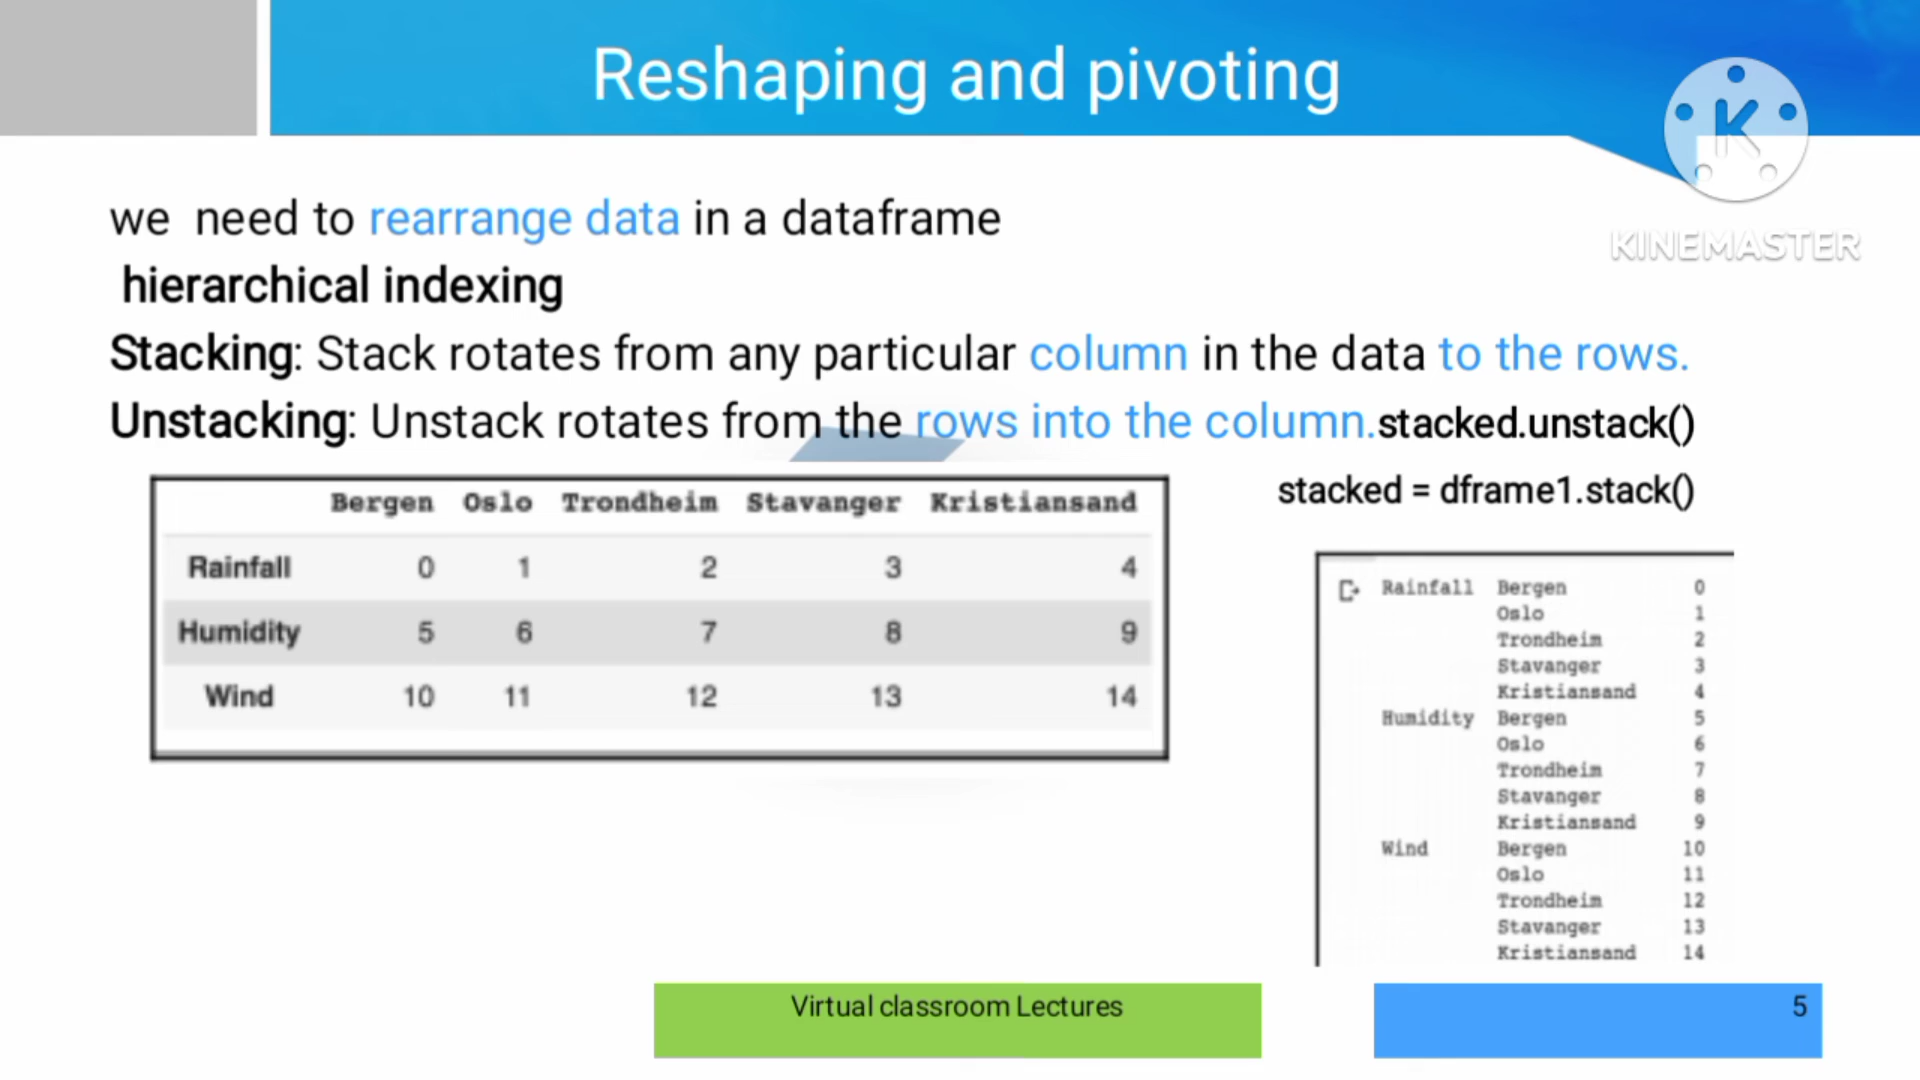 Reshaping and pivoting
K
KINEMASTER
we need to rearrange data in a dataframe
hierarchical indexing
Stacking: Stack rotates from any particular column in the data to the rows.
Unstacking: Unstack rotates from the rows into the column.stacked.unstack()
stacked = dframe1.stack()
Bergen Oslo Trondheim Stavanger Kristiansand
Rainfall 0 1 2 3 4
Humidity 5 6 7 8 9
Wind 10 11 12 13 14
Rainfall Bergen 0
Oslo 1
Trondheim 2
Stavanger 3
Kristiansand 4
Humidity Bergen 5
Oslo 6
Trondheim 7
Stavanger 8
Kristiansand 9
Wind Bergen 10
Oslo 11
Trondheim 12
Stavanger 13
Kristiansand 14
Virtual classroom Lectures
5